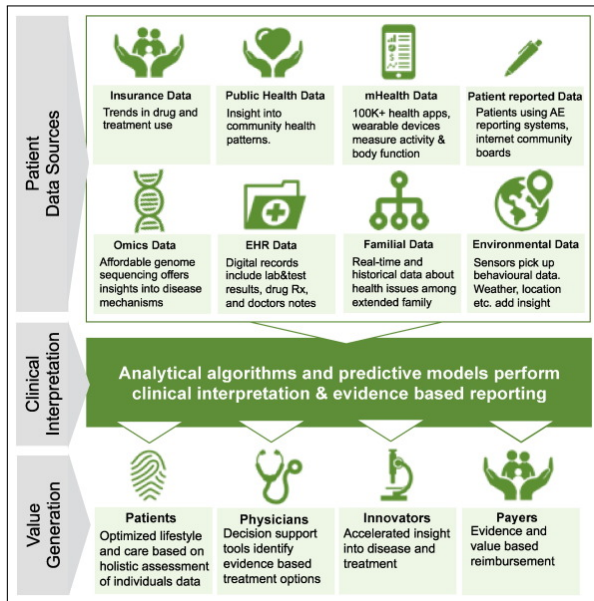 Patient
Data Sources
Insurance Data
Trends in drug and
treatment use
Public Health Data
Insight into
community health
patterns.
mHealth Data
100K+ health apps,
wearable devices
measure activity &
body function
Patient reported Data
Patients using AE
reporting systems,
internet community
boards
Omics Data
Affordable genome
sequencing offers
insights into disease
mechanisms
EHR Data
Digital records
include lab&test
results, drug Rx,
and doctors notes
Familial Data
Real-time and
historical data about
health issues among
extended family
Environmental Data
Sensors pick up
behavioural data.
Weather, location
etc. add insight
Clinical
Interpretation
Analytical algorithms and predictive models perform
clinical interpretation & evidence based reporting
Value
Generation
Patients
Optimized lifestyle
and care based on
holistic assessment
of individuals data
Physicians
Decision support
tools identify
evidence based
treatment options
Innovators
Accelerated insight
into disease and
treatment
Payers
Evidence and
value based
reimbursement